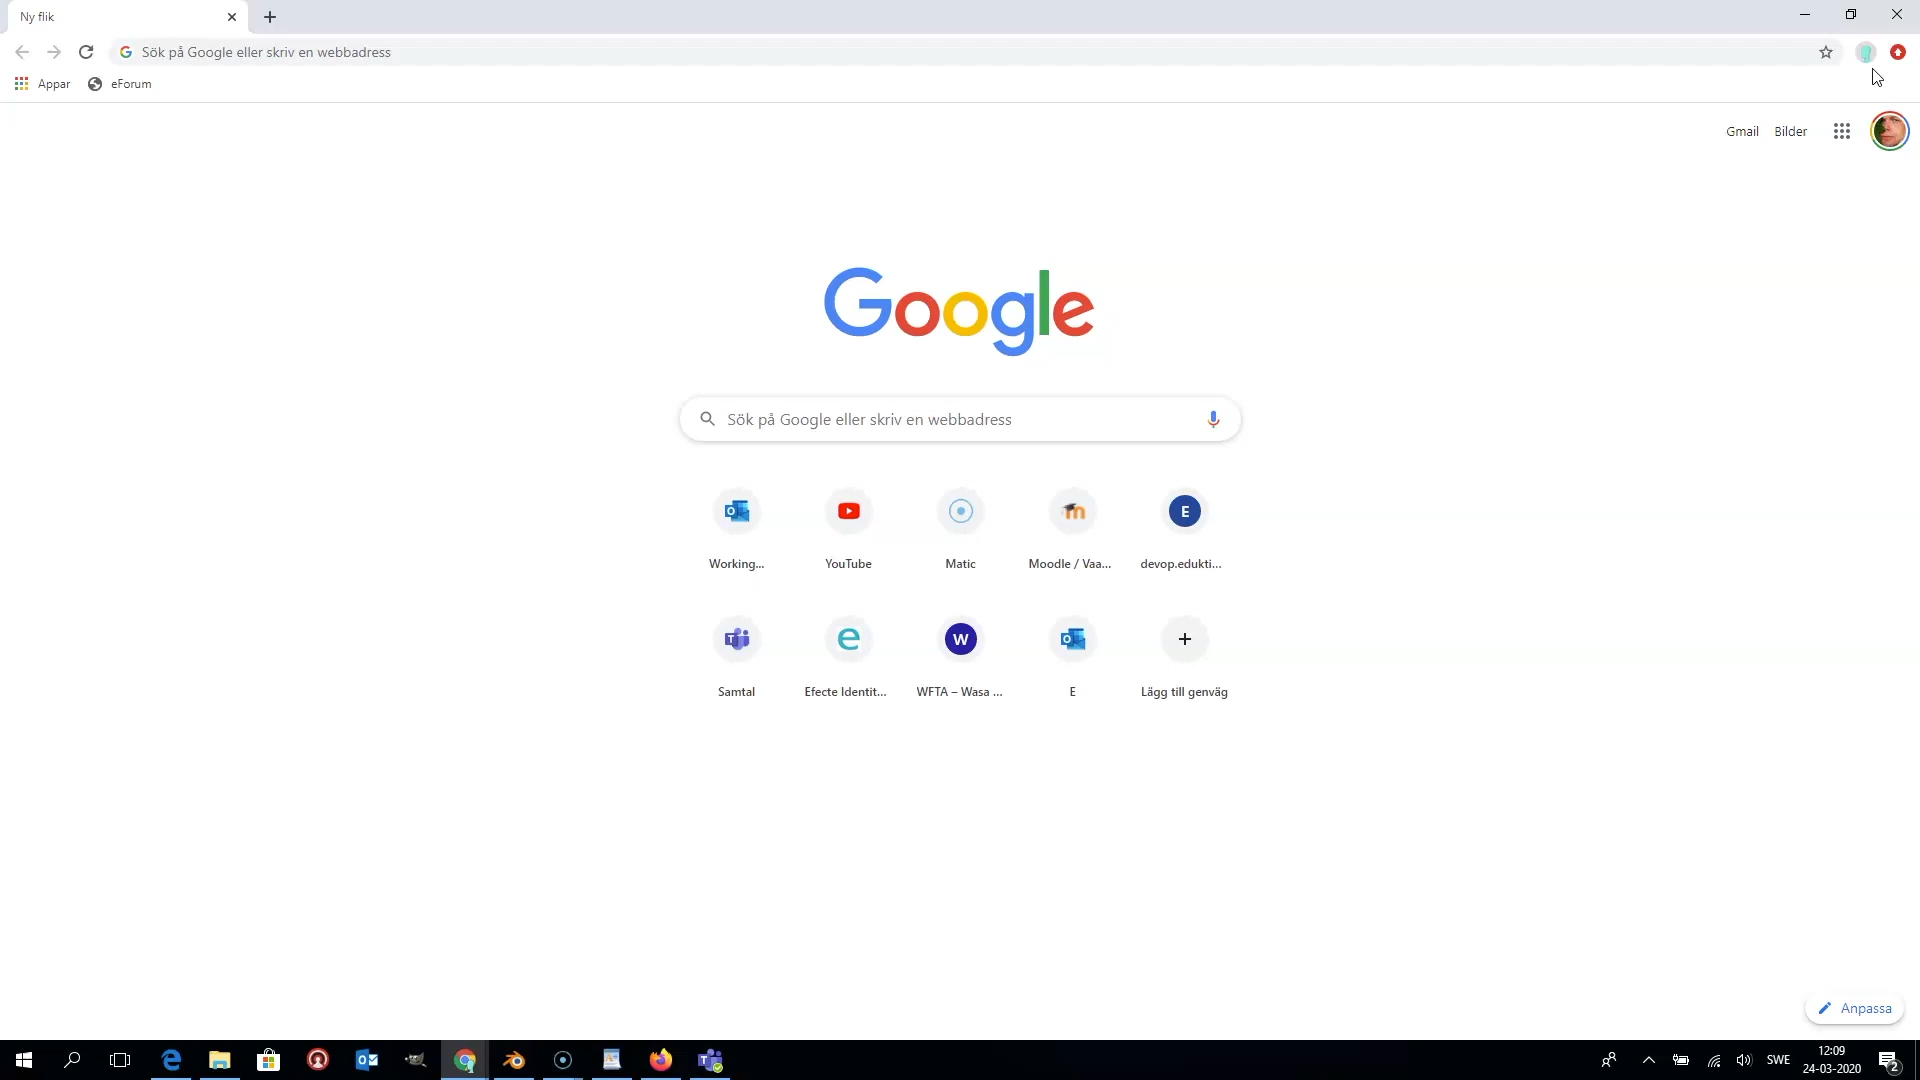 Ny flik
Sök på Google eller skriv en webbadress
Appar
eForum
Gmail
Bilder
Google
Sök på Google eller skriv en webbadress
Working...
YouTube
Matic
Moodle / Vaa...
E
devop.edukti...
Samtal
Efecte Identit...
W
WFTA – Wasa ...
E
Lägg till genväg
Anpassa
SWE
12:09
24-03-2020
2